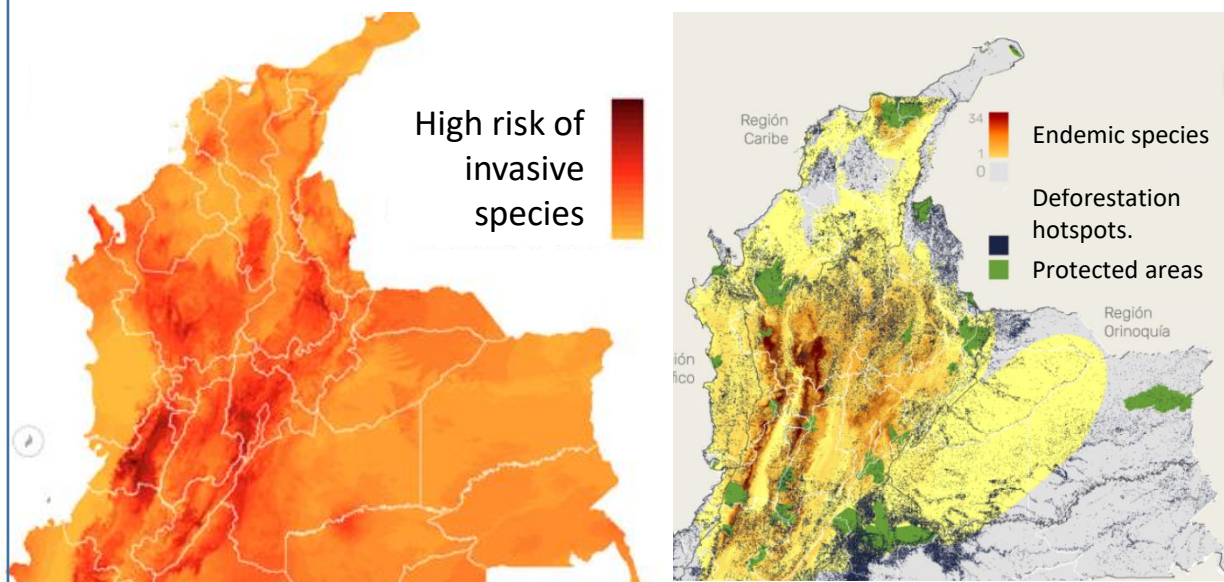 High risk of
invasive
species
Región
Caribe
34
1
0
Endemic species
Deforestation
hotspots.
Protected areas
Región
Orinoquía
ión
fico